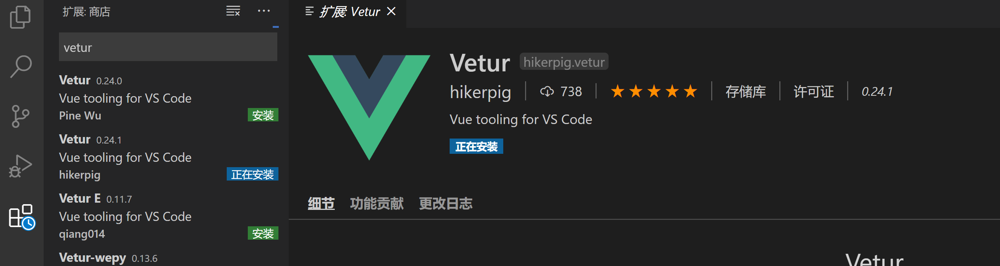 扩展: 商店
vetur
Vetur 0.24.0
Vue tooling for VS Code
Pine Wu 安装
Vetur 0.24.1
Vue tooling for VS Code
hikerpig 正在安装
Vetur E 0.11.7
Vue tooling for VS Code
qiang014 安装
Vetur-wepy 0.13.6
扩展: Vetur
Vetur hikerpig.vetur
hikerpig 738 存储库 许可证 0.24.1
Vue tooling for VS Code
正在安装
细节 功能贡献 更改日志
Vetur